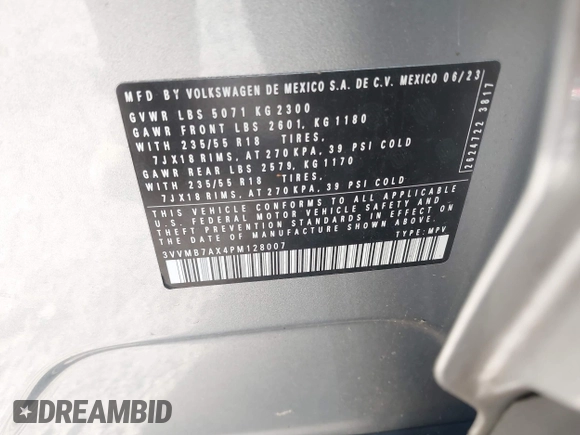 MFD BY VOLKSWAGEN DE MEXICO S.A. DE C.V. MEXICO 06/23
GVWR LBS 5071 KG 2300
GAWR FRONT LBS 2601, KG 1180
WITH 235/55 R18 TIRES,
7JX18 RIMS, AT 270 KPA, 39 PSI COLD
GAWR REAR LBS 2579, KG 1170
WITH 235/55 R18 TIRES,
7JX18 RIMS, AT 270 KPA, 39 PSI COLD
THIS VEHICLE CONFORMS TO ALL APPLICABLE
U.S. FEDERAL MOTOR VEHICLE SAFETY AND
THEFT PREVENTION STANDARDS IN EFFECT ON
THE DATE OF MANUFACTURE SHOWN ABOVE.
3VVMB7AX4PM128007
TYPE: MPV
2624722 3817
DREAMBID